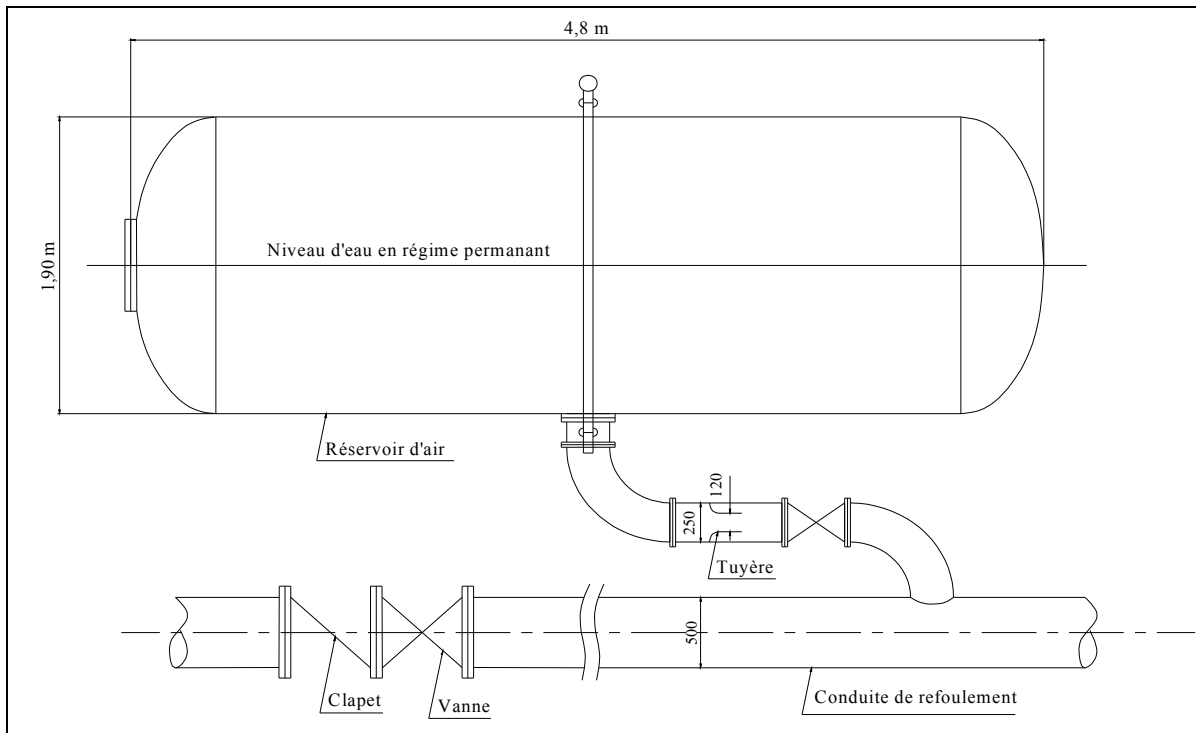 4,8 m
1,90 m
Niveau d'eau en régime permanant
Réservoir d'air
120
250
Tuyère
500
Clapet
Vanne
Conduite de refoulement